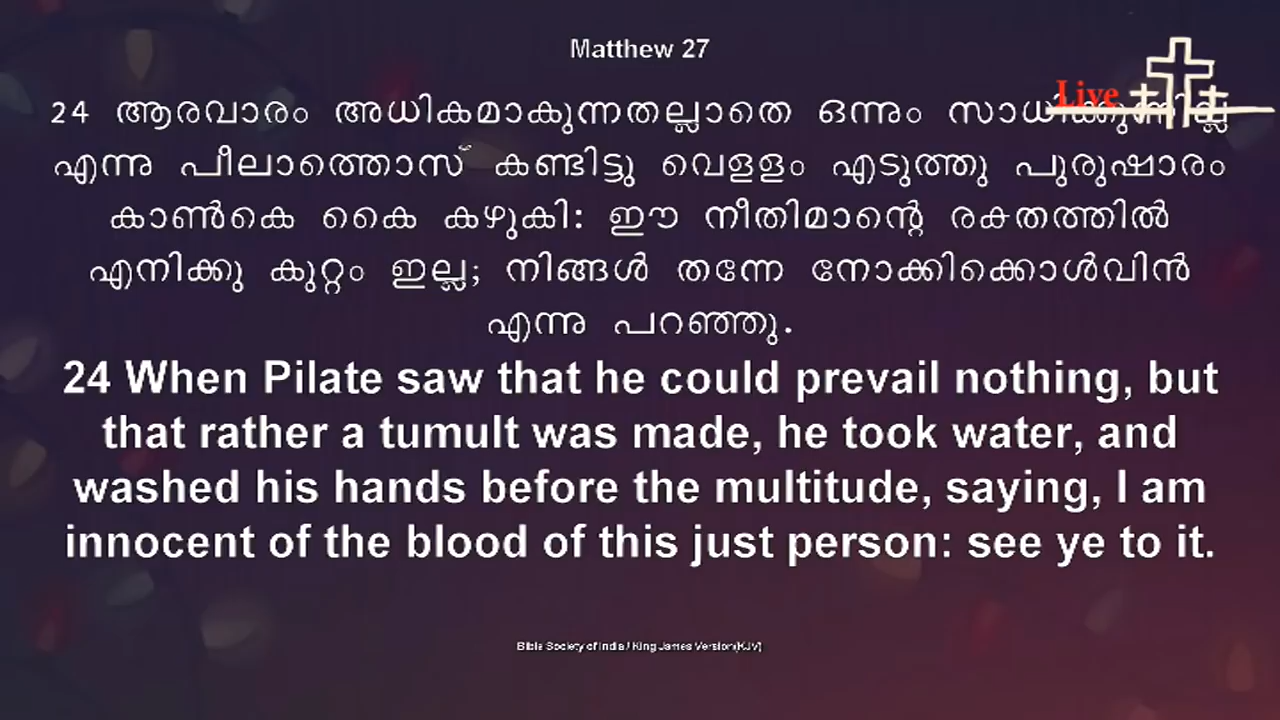 Matthew 27
Live
24 ആരവാരം അധികമാകുന്നതല്ലാതെ ഒന്നും സാധിക്കുന്നില്ല
എന്നു പീലാത്തൊസ് കണ്ടിട്ടു വെള്ളം എടുത്തു പുരുഷാരം
കാൺകെ കൈ കഴുകി: ഈ നീതിമാന്റെ രക്തത്തിൽ
എനിക്കു കുറ്റം ഇല്ല; നിങ്ങൾ തന്നേ നോക്കിക്കൊൾവിൻ
എന്നു പറഞ്ഞു.
24 When Pilate saw that he could prevail nothing, but
that rather a tumult was made, he took water, and
washed his hands before the multitude, saying, I am
innocent of the blood of this just person: see ye to it.
Bible Society of India / King James Version(KJV)